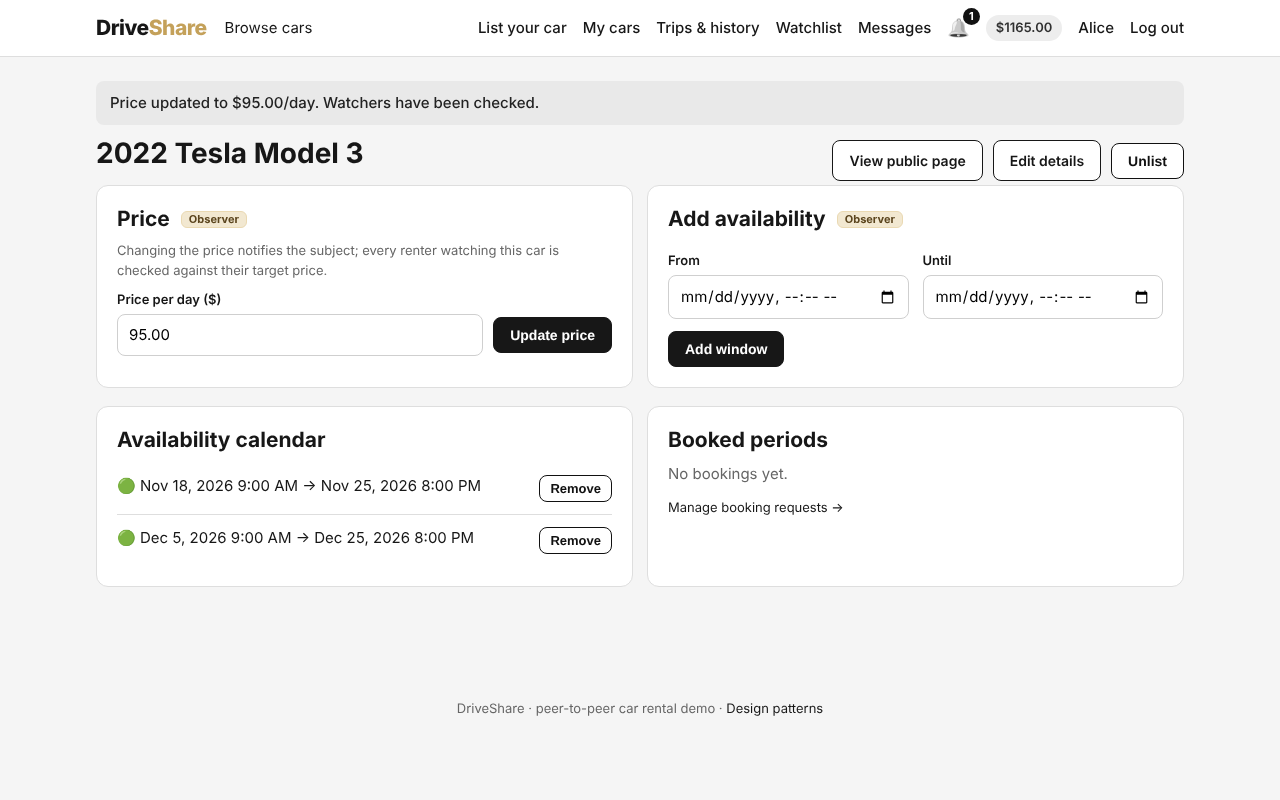 DriveShare Browse cars List your car My cars Trips & history Watchlist Messages 1 $1165.00 Alice Log out
Price updated to $95.00/day. Watchers have been checked.
2022 Tesla Model 3 View public page Edit details Unlist
Price Observer
Changing the price notifies the subject; every renter watching this car is
checked against their target price.
Price per day ($)
95.00 Update price
Add availability Observer
From Until
mm/dd/yyyy, --:-- -- mm/dd/yyyy, --:-- --
Add window
Availability calendar
Nov 18, 2026 9:00 AM → Nov 25, 2026 8:00 PM Remove
Dec 5, 2026 9:00 AM → Dec 25, 2026 8:00 PM Remove
Booked periods
No bookings yet.
Manage booking requests →
DriveShare · peer-to-peer car rental demo · Design patterns